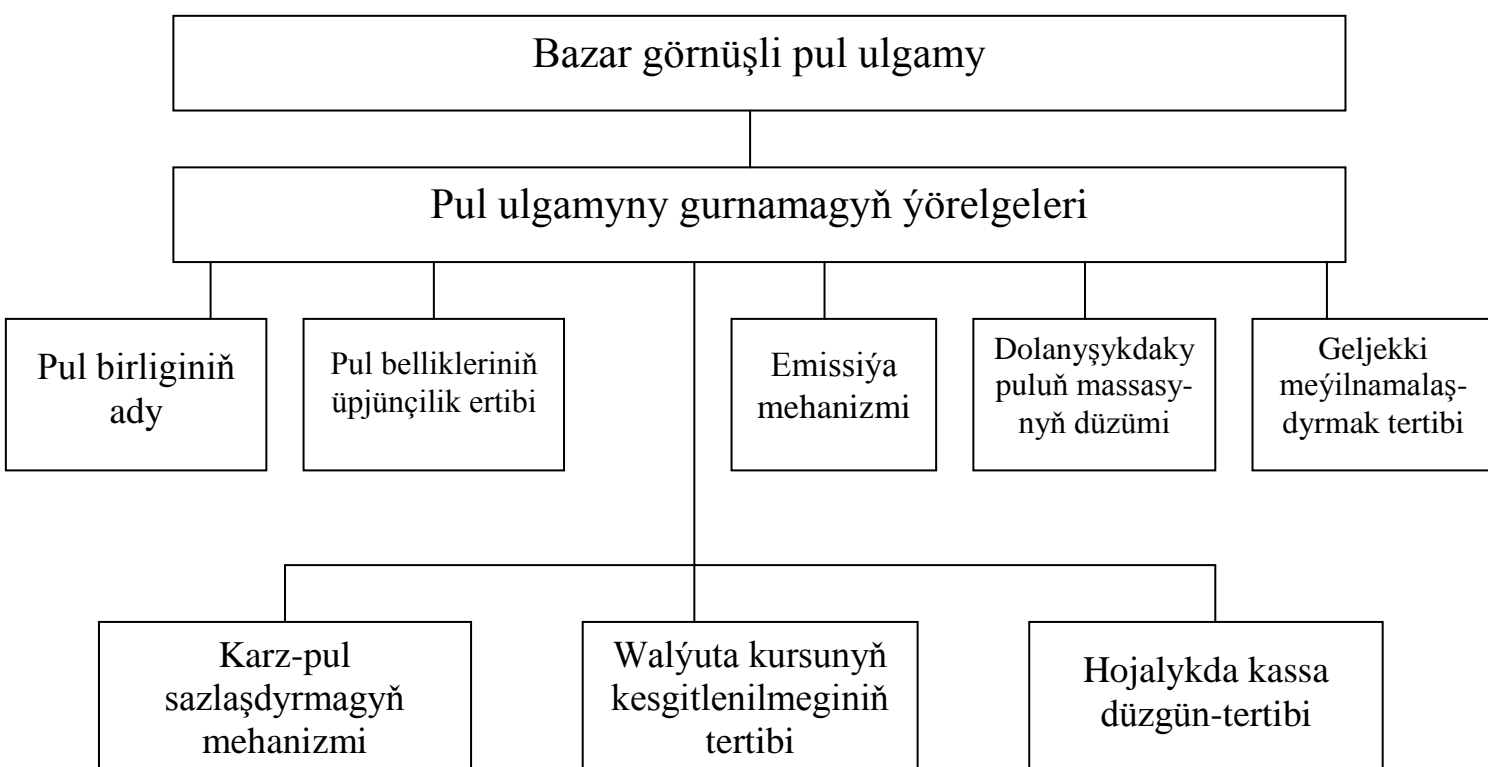 Bazar görnüşli pul ulgamy
Pul ulgamyny gurnamagyň ýörelgeleri
Pul birliginiň
ady
Pul bellikleriniň
üpjünçilik ertibi
Emissiýa
mehanizmi
Dolanyşykdaky
puluň massasy-
nyň düzümi
Geljekki
meýilnamalaş-
dyrmak tertibi
Karz-pul
sazlaşdyrmagyň
mehanizmi
Walýuta kursunyň
kesgitlenilmeginiň
tertibi
Hojalykda kassa
düzgün-tertibi